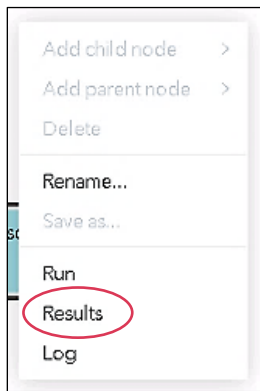 Add child node >
Add parent node >
Delete
Rename...
Save as...
Run
Results
Log